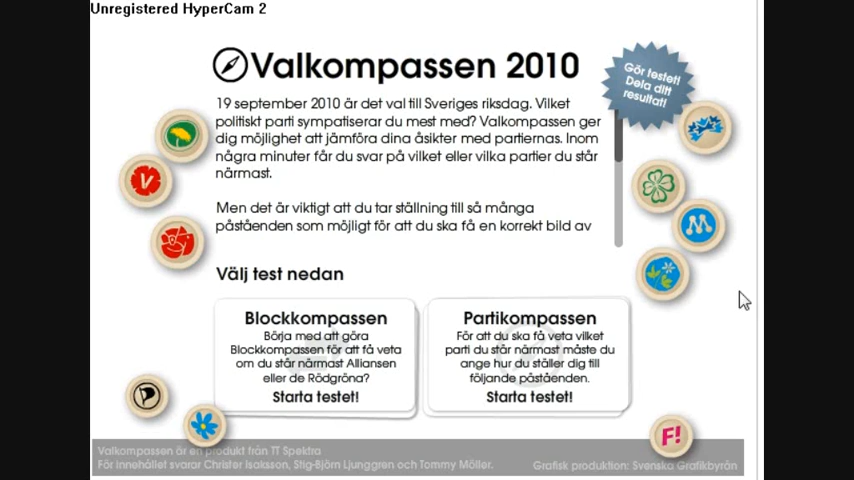 Unregistered HyperCam 2
Valkompassen 2010
Gör testet!
Dela ditt
resultat!
19 september 2010 är det val till Sveriges riksdag. Vilket
politiskt parti sympatiserar du mest med? Valkompassen ger
dig möjlighet att jämföra dina åsikter med partiernas. Inom
några minuter får du svar på vilket eller vilka partier du står
närmast.
Men det är viktigt att du tar ställning till så många
påståenden som möjligt för att du ska få en korrekt bild av
V
M
Välj test nedan
Blockkompassen
Börja med att göra
Blockkompassen för att få veta
om du står närmast Alliansen
eller de Rödgröna?
Starta testet!
Partikompassen
För att du ska få veta vilket
parti du står närmast måste du
ange hur du ställer dig till
följande påståenden.
Starta testet!
F!
Valkompassen är en produkt från TT Spektra
För innehållet svarar Christer Isaksson, Stig-Björn Ljunggren och Tommy Möller.
Grafisk produktion: Svenska Grafikbyrån